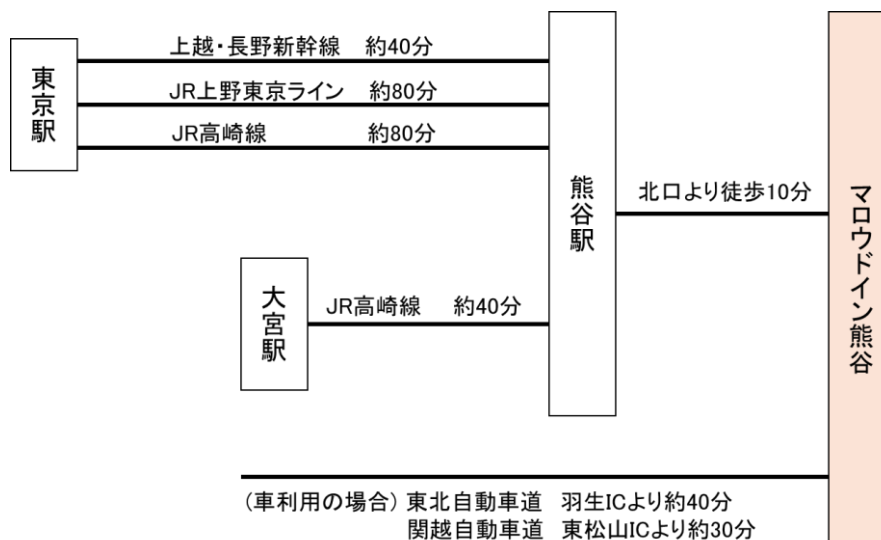 東京駅
上越・長野新幹線 約40分
JR上野東京ライン 約80分
JR高崎線 約80分
大宮駅
JR高崎線 約40分
熊谷駅
北口より徒歩10分
マロウドイン熊谷
(車利用の場合) 東北自動車道 羽生ICより約40分
関越自動車道 東松山ICより約30分